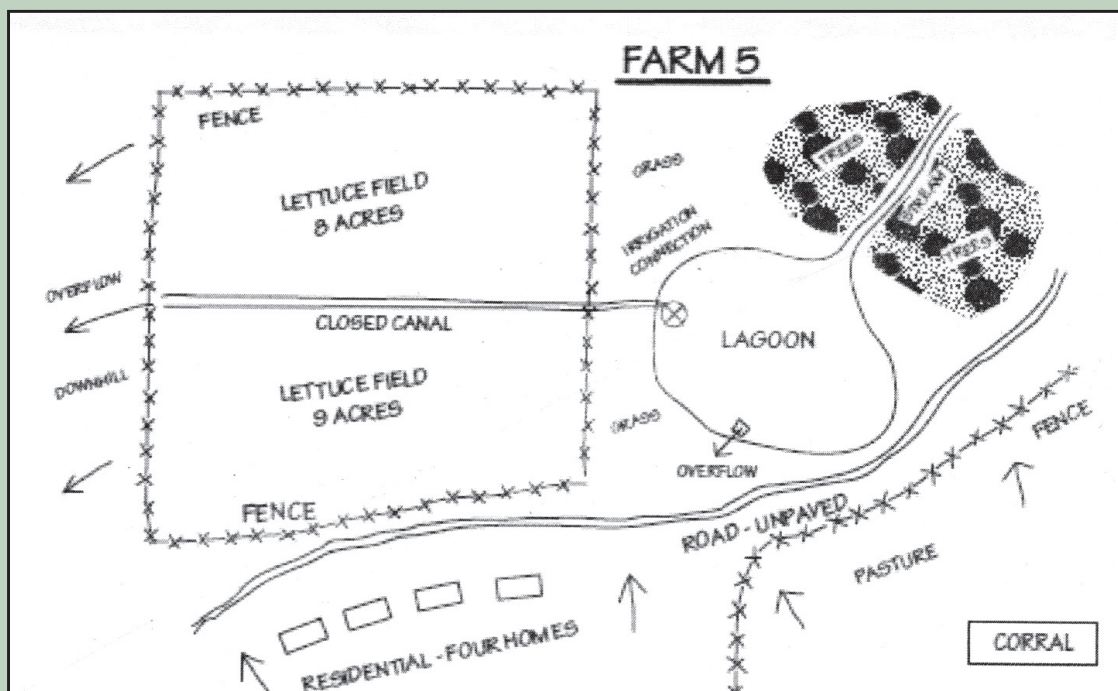 FARM 5
FENCE
LETTUCE FIELD
8 ACRES
GRASS
TREES
STREAM
TREES
IRRIGATION
CONNECTION
OVERFLOW
CLOSED CANAL
LAGOON
DOWNHILL
LETTUCE FIELD
9 ACRES
GRASS
OVERFLOW
FENCE
FENCE
ROAD - UNPAVED
PASTURE
RESIDENTIAL - FOUR HOMES
CORRAL